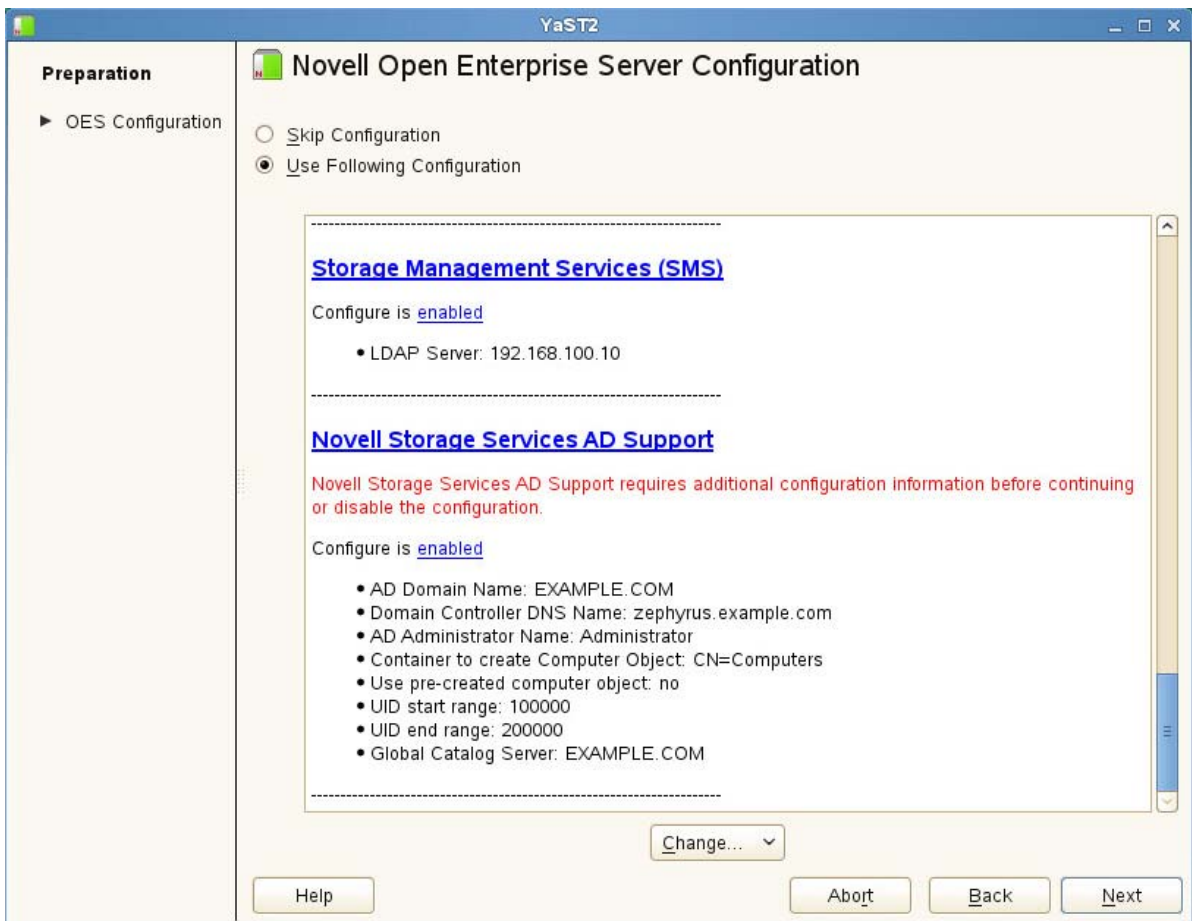 YaST2
Preparation
▶ OES Configuration
Novell Open Enterprise Server Configuration
Skip Configuration
Use Following Configuration
-----------------------------------------------------------------------
Storage Management Services (SMS)
Configure is enabled
• LDAP Server: 192.168.100.10
-----------------------------------------------------------------------
Novell Storage Services AD Support
Novell Storage Services AD Support requires additional configuration information before continuing
or disable the configuration.
Configure is enabled
• AD Domain Name: EXAMPLE.COM
• Domain Controller DNS Name: zephyrus.example.com
• AD Administrator Name: Administrator
• Container to create Computer Object: CN=Computers
• Use pre-created computer object: no
• UID start range: 100000
• UID end range: 200000
• Global Catalog Server: EXAMPLE.COM
-----------------------------------------------------------------------
Change...
Help
Abort
Back
Next